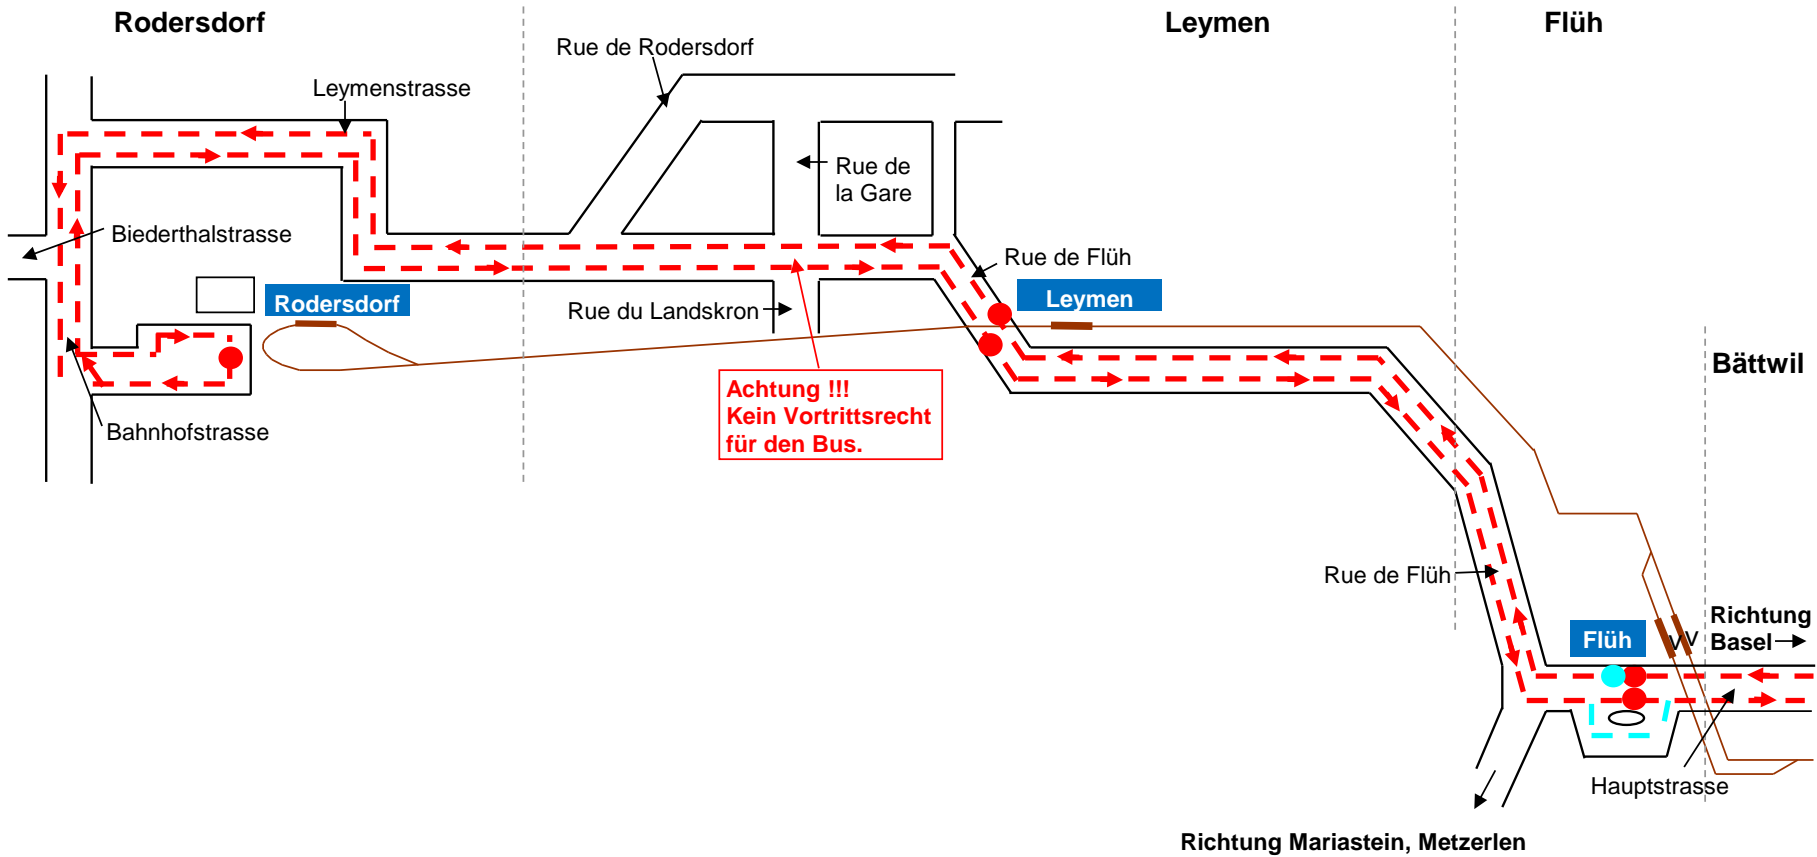 Rodersdorf
Leymen
Flüh
Rue de Rodersdorf
Leymenstrasse
Rue de
la Gare
Biederthalstrasse
Rue de Flüh
Rodersdorf
Leymen
Rue du Landskron
Bättwil
Achtung !!!
Kein Vortrittsrecht
für den Bus.
Bahnhofstrasse
Rue de Flüh
Flüh
Richtung
Basel
Hauptstrasse
Richtung Mariastein, Metzerlen